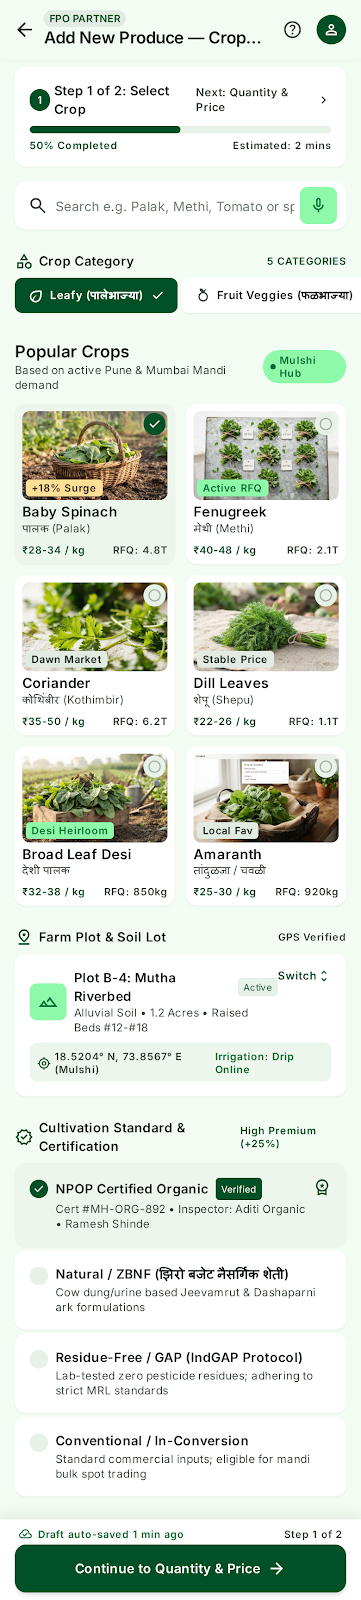 FPO PARTNER
Add New Produce — Crop...
1
Step 1 of 2: Select
Crop
Next: Quantity &
Price
50% Completed
Estimated: 2 mins
Search e.g. Palak, Methi, Tomato or sp
Crop Category
5 CATEGORIES
Leafy (पालेभाज्या)
Fruit Veggies (फळभाज्या)
Popular Crops
Based on active Pune & Mumbai Mandi
demand
Mulshi
Hub
+18% Surge
Baby Spinach
पालक (Palak)
₹28-34 / kg
RFQ: 4.8T
Active RFQ
Fenugreek
मेथी (Methi)
₹40-48 / kg
RFQ: 2.1T
Dawn Market
Coriander
कोथिंबीर (Kothimbir)
₹35-50 / kg
RFQ: 6.2T
Stable Price
Dill Leaves
शेपू (Shepu)
₹22-26 / kg
RFQ: 1.1T
Desi Heirloom
Broad Leaf Desi
देशी पालक
₹32-38 / kg
RFQ: 850kg
Local Fav
Amaranth
तांदुळजा / चवळी
₹25-30 / kg
RFQ: 920kg
Farm Plot & Soil Lot
GPS Verified
Plot B-4: Mutha
Riverbed
Active
Switch
Alluvial Soil • 1.2 Acres • Raised
Beds #12-#18
18.5204° N, 73.8567° E
(Mulshi)
Irrigation: Drip
Online
Cultivation Standard &
Certification
High Premium
(+25%)
NPOP Certified Organic
Verified
Cert #MH-ORG-892 • Inspector: Aditi Organic
• Ramesh Shinde
Natural / ZBNF (झिरो बजेट नैसर्गिक शेती)
Cow dung/urine based Jeevamrut & Dashaparni
ark formulations
Residue-Free / GAP (IndGAP Protocol)
Lab-tested zero pesticide residues; adhering to
strict MRL standards
Conventional / In-Conversion
Standard commercial inputs; eligible for mandi
bulk spot trading
Draft auto-saved 1 min ago
Step 1 of 2
Continue to Quantity & Price